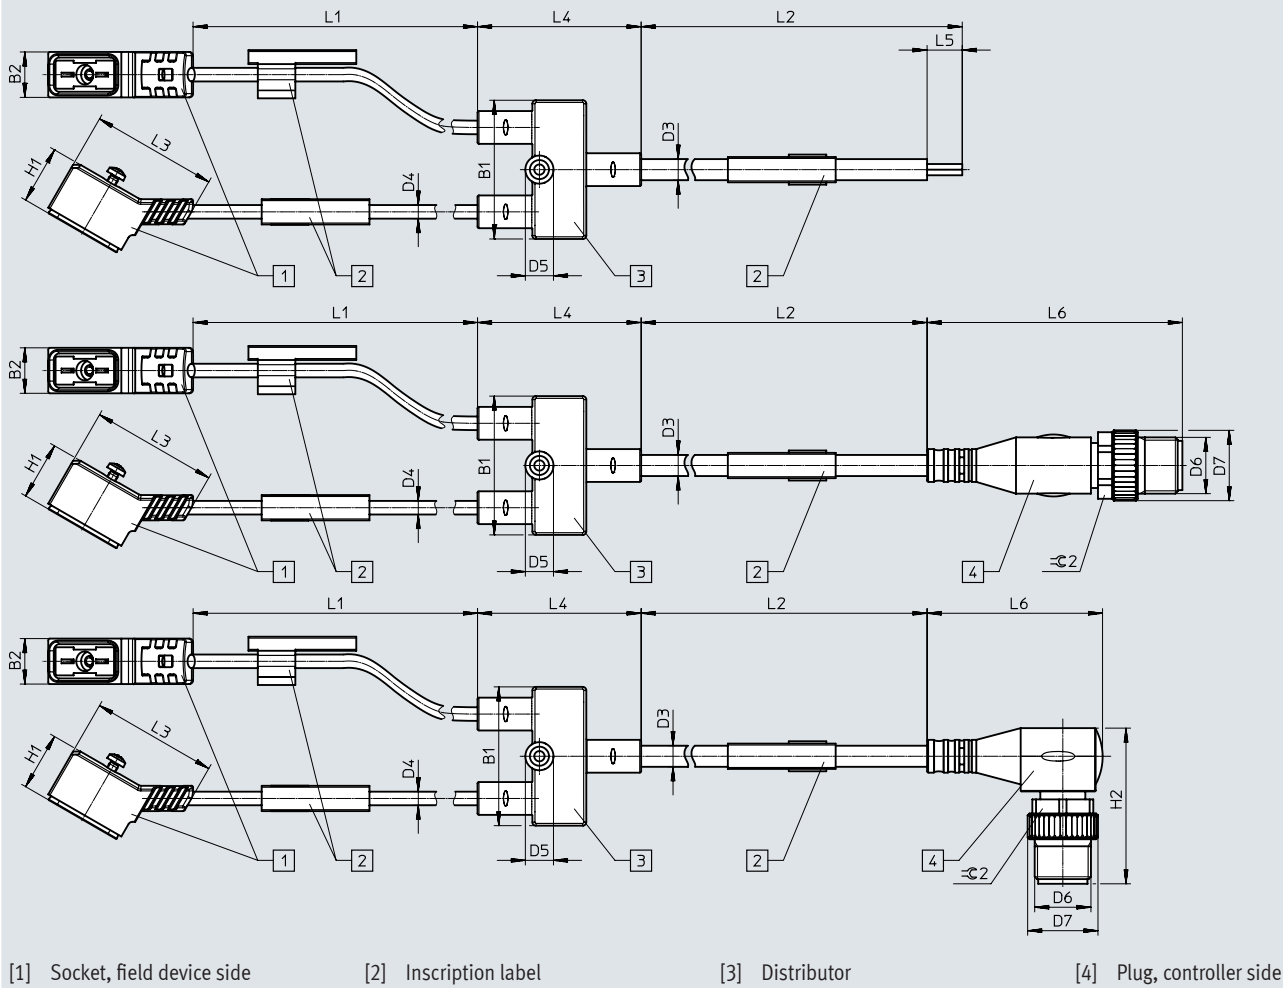 L1 L4 L2
L5
B2
L3
H1
D4
B1
D3
D5
1 2 3 2
L1 L4 L2 L6
B2
L3
H1
D4
B1
D3
D6
D7
D5
1 2 3 2 4 2
L1 L4 L2 L6
B2
L3
H1
D4
B1
D3
H2
D5
1 2 3 2 4 2
D6
D7
[1] Socket, field device side [2] Inscription label [3] Distributor [4] Plug, controller side